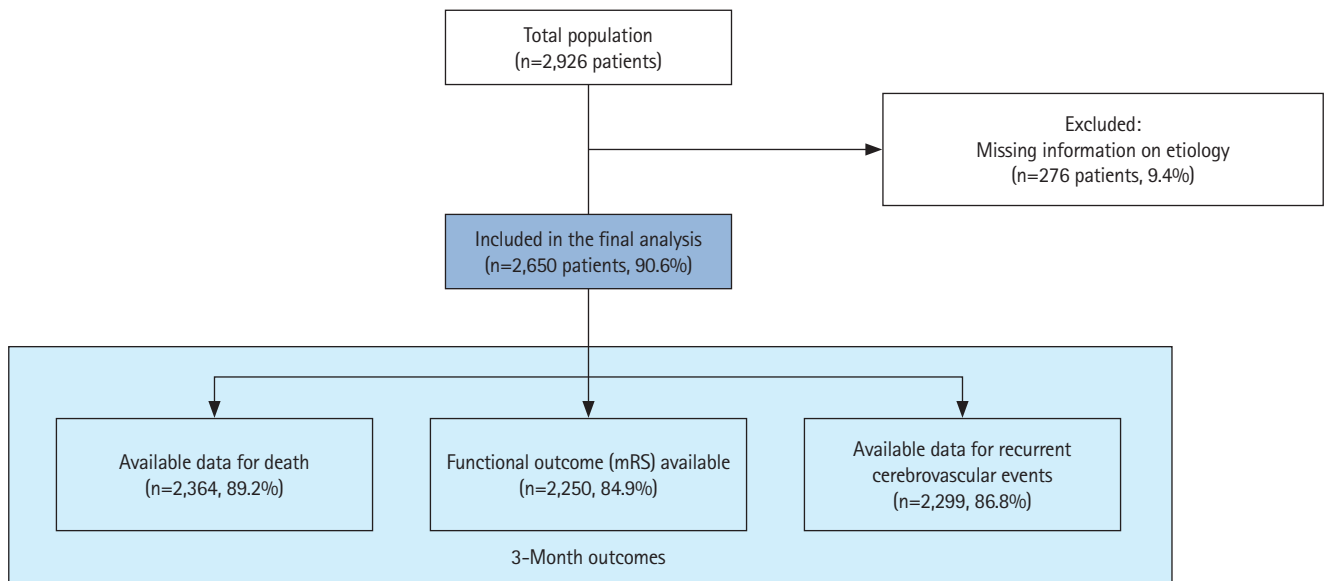 Total population
(n=2,926 patients)
Excluded:
Missing information on etiology
(n=276 patients, 9.4%)
Included in the final analysis
(n=2,650 patients, 90.6%)
Available data for death
(n=2,364, 89.2%)
Functional outcome (mRS) available
(n=2,250, 84.9%)
Available data for recurrent
cerebrovascular events
(n=2,299, 86.8%)
3-Month outcomes